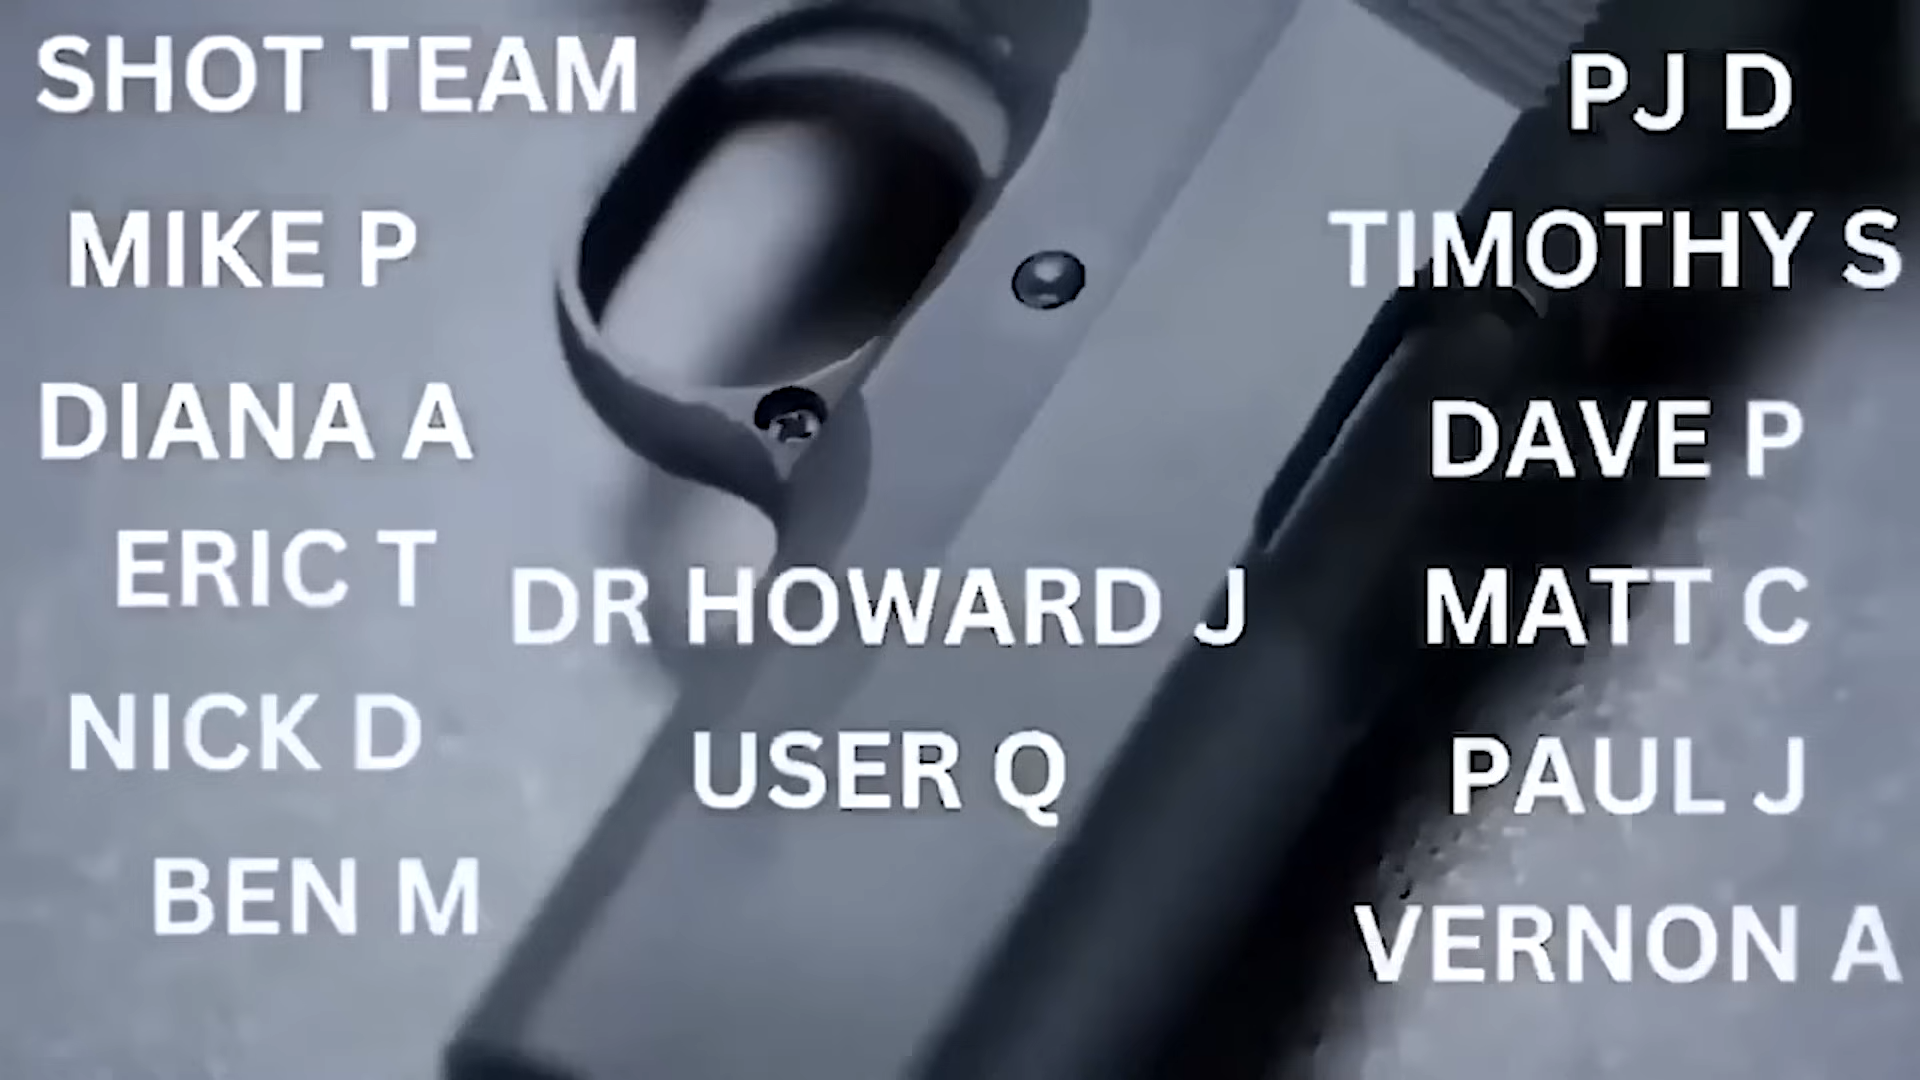 SHOT TEAM
MIKE P
DIANA A
ERIC T
NICK D
BEN M
DR HOWARD J
USER Q
PJ D
TIMOTHY S
DAVE P
MATT C
PAUL J
VERNON A